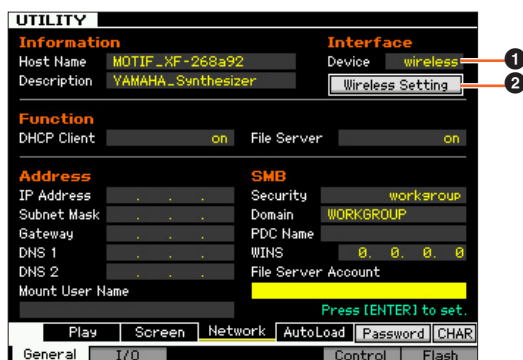 UTILITY
Information Interface
Host Name MOTIF_XF-268a92 Device wireless ❶
Description YAMAHA_Synthesizer Wireless Setting ❷
Function
DHCP Client on File Server on
Address SMB
IP Address . . . Security workgroup
Subnet Mask . . . Domain WORKGROUP
Gateway . . . PDC Name
DNS 1 . . . WINS 0. 0. 0. 0
DNS 2 . . . File Server Account
Mount User Name
Press [ENTER] to set.
Play Screen Network AutoLoad Password CHAR
General I/O Control Flash